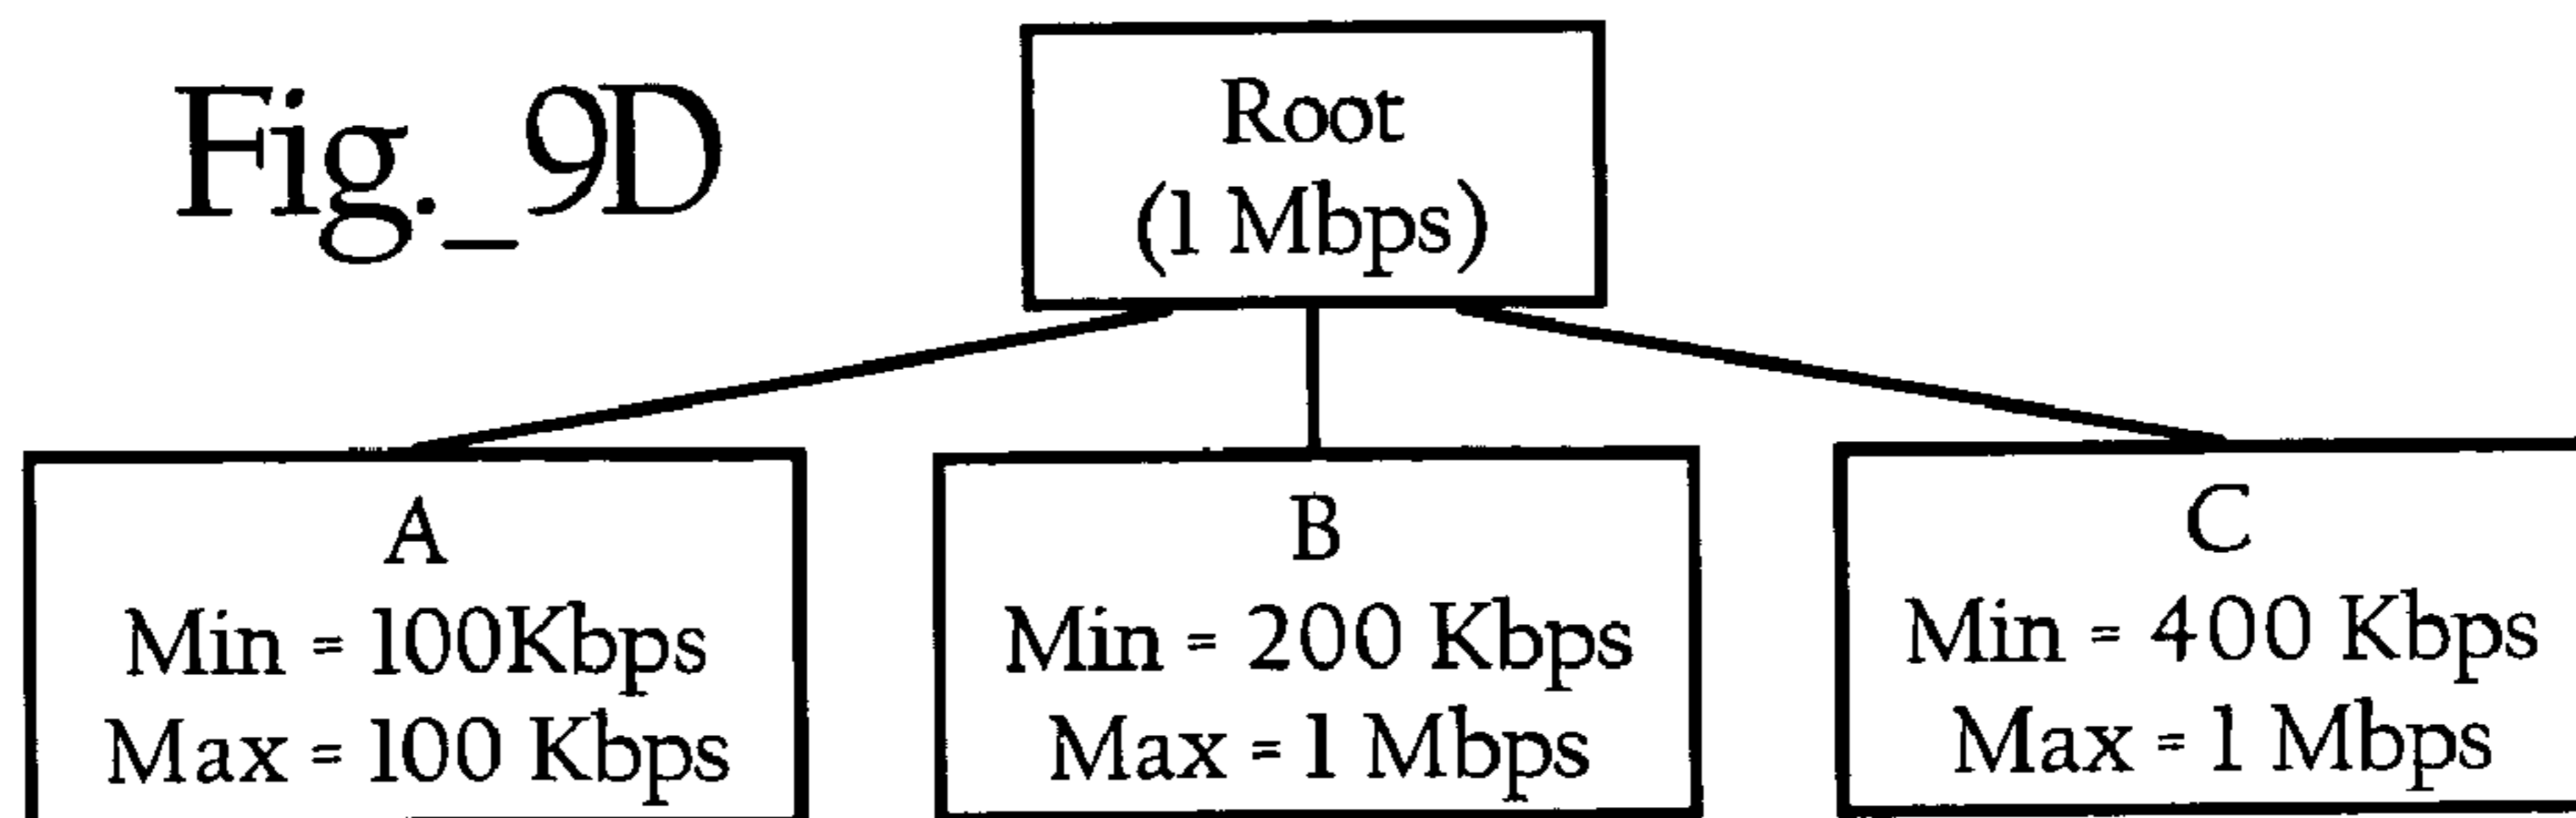 Fig._9D
Root
(1 Mbps)
A
Min = 100Kbps
Max = 100 Kbps
B
Min = 200 Kbps
Max = 1 Mbps
C
Min = 400 Kbps
Max = 1 Mbps